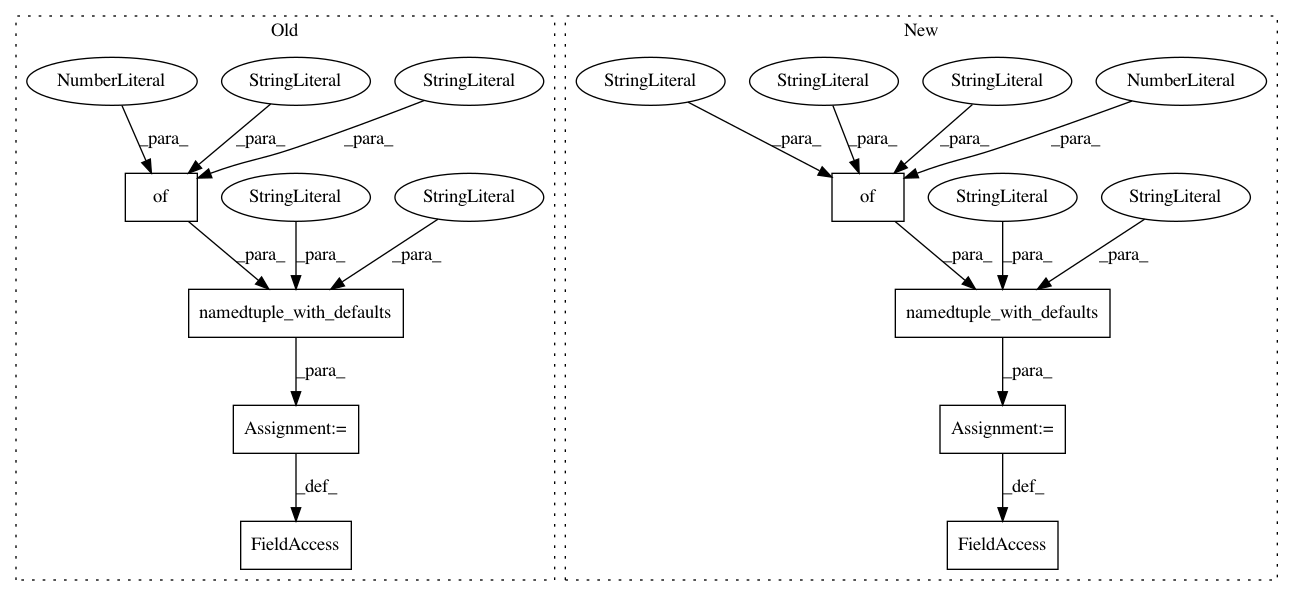 Old
New
NumberLiteral
StringLiteral
StringLiteral
StringLiteral
StringLiteral
StringLiteral
NumberLiteral
_para_
_para_
_para_
_para_
_para_
_para_
_para_
of
StringLiteral
StringLiteral
of
StringLiteral
StringLiteral
_para_
_para_
_para_
_para_
_para_
_para_
namedtuple_with_defaults
namedtuple_with_defaults
_para_
_para_
Assignment:=
Assignment:=
_def_
_def_
FieldAccess
FieldAccess